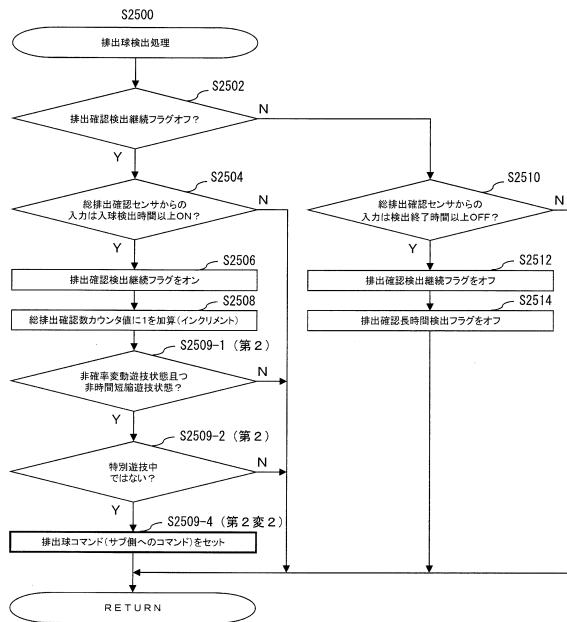 S2500
排出球検出処理
S2502
排出確認検出継続フラグオフ?
N
Y
S2504
総排出確認センサからの
入力は入球検出時間以上ON?
N
Y
S2510
総排出確認センサからの
入力は検出終了時間以上OFF?
N
Y
S2506
排出確認検出継続フラグをオン
S2512
排出確認検出継続フラグをオフ
S2508
総排出確認数カウンタ値に1を加算(インクリメント)
S2514
排出確認長時間検出フラグをオフ
S2509-1 (第2)
非確率変動遊技状態且つ
非時間短縮遊技状態?
N
Y
S2509-2 (第2)
特別遊技中
ではない?
N
Y
S2509-4 (第2変2)
排出球コマンド(サブ側へのコマンド)をセット
RETURN